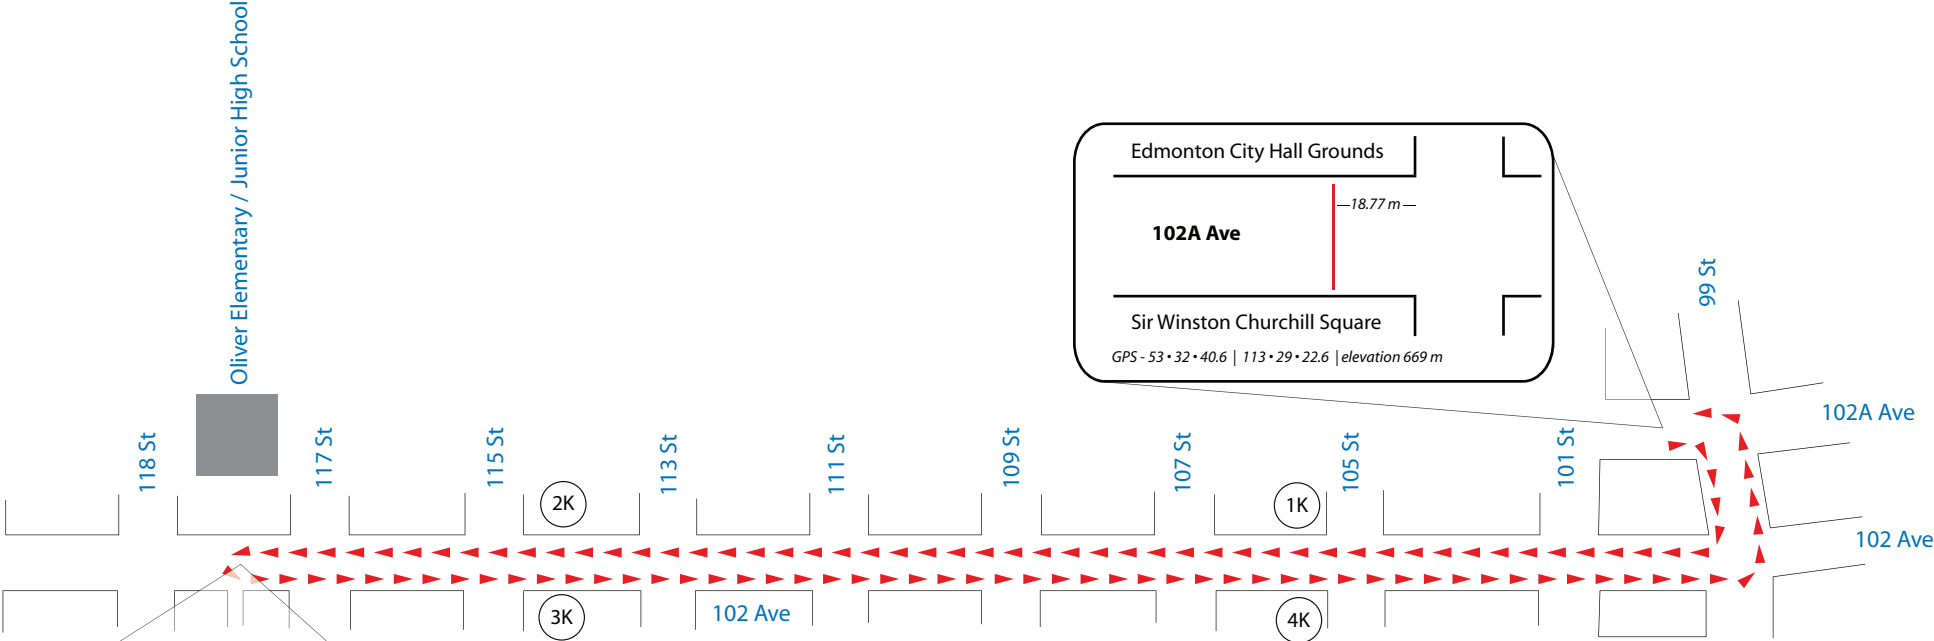 Oliver Elementary / Junior High School
Edmonton City Hall Grounds
18.77 m
102A Ave
Sir Winston Churchill Square
GPS - 53 • 32 • 40.6 | 113 • 29 • 22.6 | elevation 669 m
99 St
102A Ave
118 St
117 St
115 St
113 St
111 St
109 St
107 St
105 St
101 St
2K
1K
102 Ave
3K
102 Ave
4K